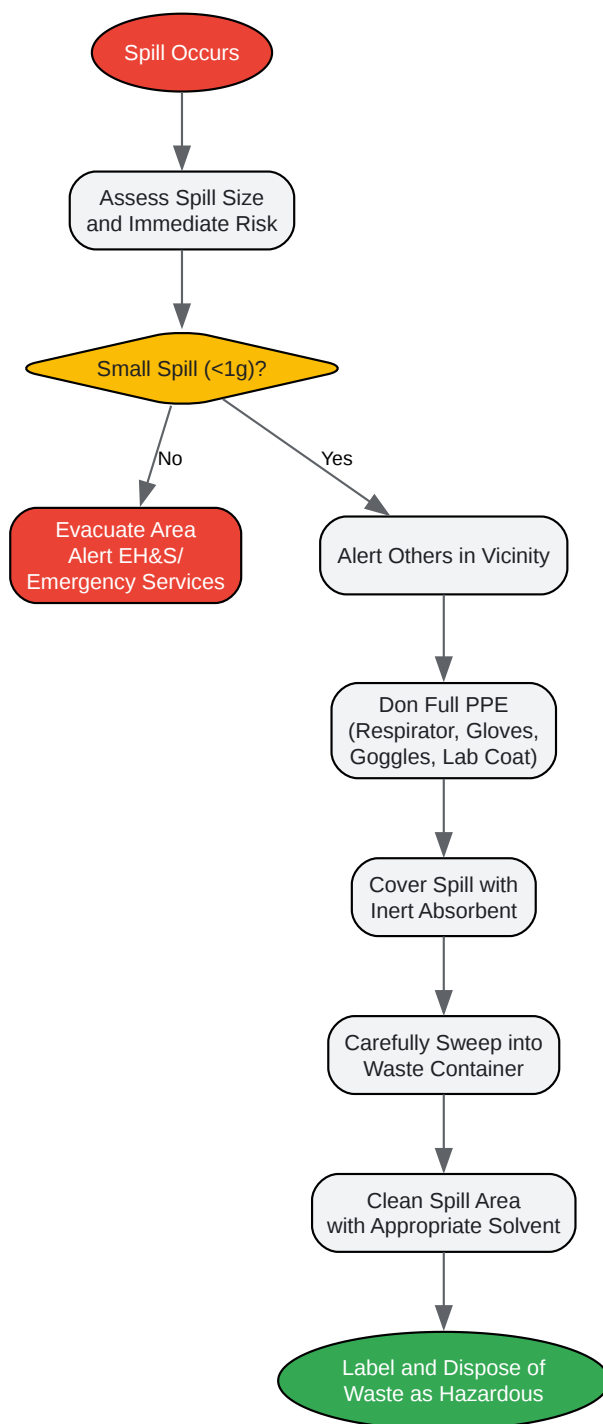 Spill Occurs
Assess Spill Size
and Immediate Risk
Small Spill (<1g)?
No
Yes
Evacuate Area
Alert EH&S/
Emergency Services
Alert Others in Vicinity
Don Full PPE
(Respirator, Gloves,
Goggles, Lab Coat)
Cover Spill with
Inert Absorbent
Carefully Sweep into
Waste Container
Clean Spill Area
with Appropriate Solvent
Label and Dispose of
Waste as Hazardous